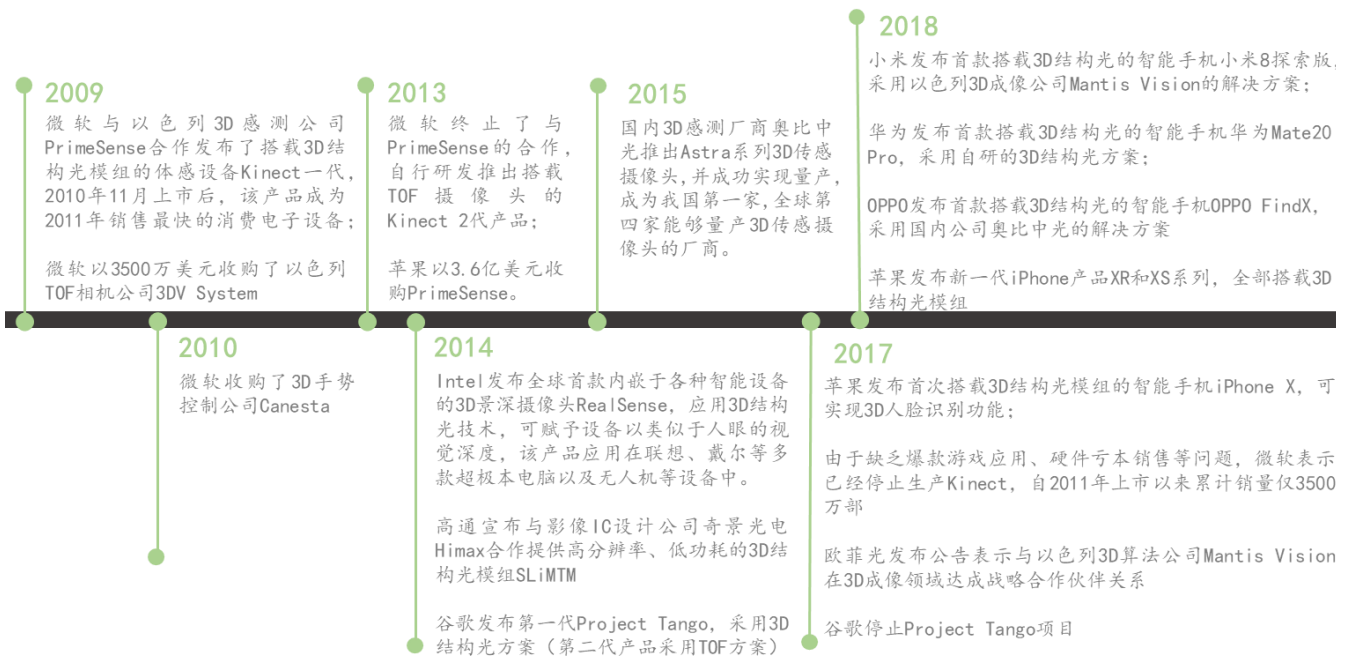 2009
微软与以色列3D感测公司
PrimeSense合作发布了搭载3D结
构光模组的体感设备Kinect一代，
2010年11月上市后，该产品成为
2011年销售最快的消费电子设备；
微软以3500万美元收购了以色列
TOF相机公司3DV System
2010
微软收购了3D手势
控制公司Canesta
2013
微软终止了与
PrimeSense的合作，
自行研发推出搭载
TOF摄像头的
Kinect 2代产品；
苹果以3.6亿美元收
购PrimeSense。
2014
Intel发布全球首款内嵌于各种智能设备
的3D景深摄像头RealSense，应用3D结构
光技术，可赋予设备以类似于人眼的视
觉深度，该产品应用在联想、戴尔等多
款超极本电脑以及无人机等设备中。
高通宣布与影像IC设计公司奇景光电
Himax合作提供高分辨率、低功耗的3D结
构光模组SLiMTM
谷歌发布第一代Project Tango，采用3D
结构光方案（第二代产品采用TOF方案）
2015
国内3D感测厂商奥比中
光推出Astra系列3D传感
摄像头,并成功实现量产,
成为我国第一家,全球第
四家能够量产3D传感摄
像头的厂商。
2017
苹果发布首次搭载3D结构光模组的智能手机iPhone X，可
实现3D人脸识别功能；
由于缺乏爆款游戏应用、硬件亏本销售等问题，微软表示
已经停止生产Kinect，自2011年上市以来累计销量仅3500
万部
欧菲光发布公告表示与以色列3D算法公司Mantis Vision
在3D成像领域达成战略合作伙伴关系
谷歌停止Project Tango项目
2018
小米发布首款搭载3D结构光的智能手机小米8探索版，
采用以色列3D成像公司Mantis Vision的解决方案；
华为发布首款搭载3D结构光的智能手机华为Mate20
Pro，采用自研的3D结构光方案；
OPPO发布首款搭载3D结构光的智能手机OPPO FindX，
采用国内公司奥比中光的解决方案
苹果发布新一代iPhone产品XR和XS系列，全部搭载3D
结构光模组